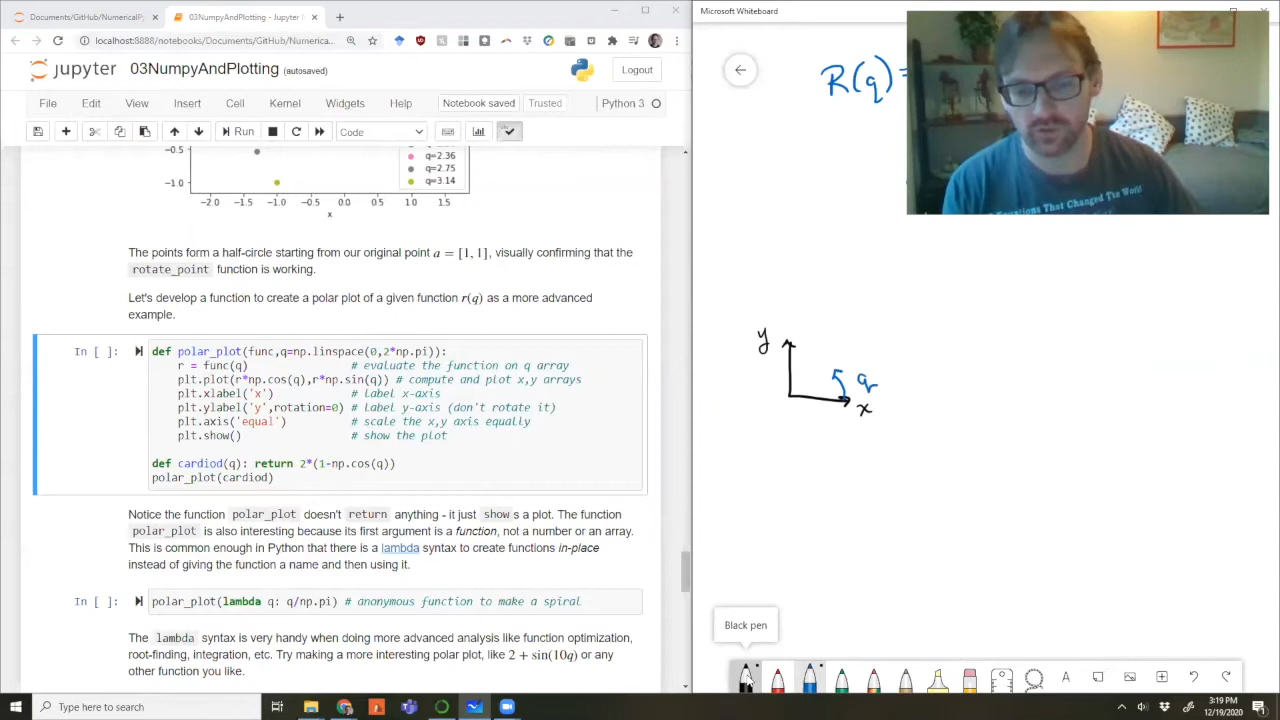 Documents/GitHub/NumericalPy
03NumpyAndPlotting - Jupyter N
Microsoft Whiteboard
localhost:8888/notebooks/Documents/GitHub/Numerica...
jupyter 03NumpyAndPlotting (autosaved)
Logout
File Edit View Insert Cell Kernel Widgets Help Notebook saved Trusted Python 3
Run Code
−0.5
−1.0
q=2.36
q=2.75
q=3.14
−2.0 −1.5 −1.0 −0.5 0.0 0.5 1.0 1.5
x
The points form a half-circle starting from our original point a = [1, 1], visually confirming that the
rotate_point function is working.
Let's develop a function to create a polar plot of a given function r(q) as a more advanced
example.
In [ ]:
def polar_plot(func,q=np.linspace(0,2*np.pi)):
r = func(q) # evaluate the function on q array
plt.plot(r*np.cos(q),r*np.sin(q)) # compute and plot x,y arrays
plt.xlabel('x') # label x-axis
plt.ylabel('y',rotation=0) # label y-axis (don't rotate it)
plt.axis('equal') # scale the x,y axis equally
plt.show() # show the plot
def cardiod(q): return 2*(1-np.cos(q))
polar_plot(cardiod)
Notice the function polar_plot doesn't return anything - it just show s a plot. The function
polar_plot is also interesting because its first argument is a function, not a number or an array.
This is common enough in Python that there is a lambda syntax to create functions in-place
instead of giving the function a name and then using it.
In [ ]: polar_plot(lambda q: q/np.pi) # anonymous function to make a spiral
The lambda syntax is very handy when doing more advanced analysis like function optimization,
root-finding, integration, etc. Try making a more interesting polar plot, like 2 + sin(10q) or any
other function you like.
R(q)=
Equations That Changed The World
y
q
x
Black pen
Type here to search
3:19 PM
12/19/2020